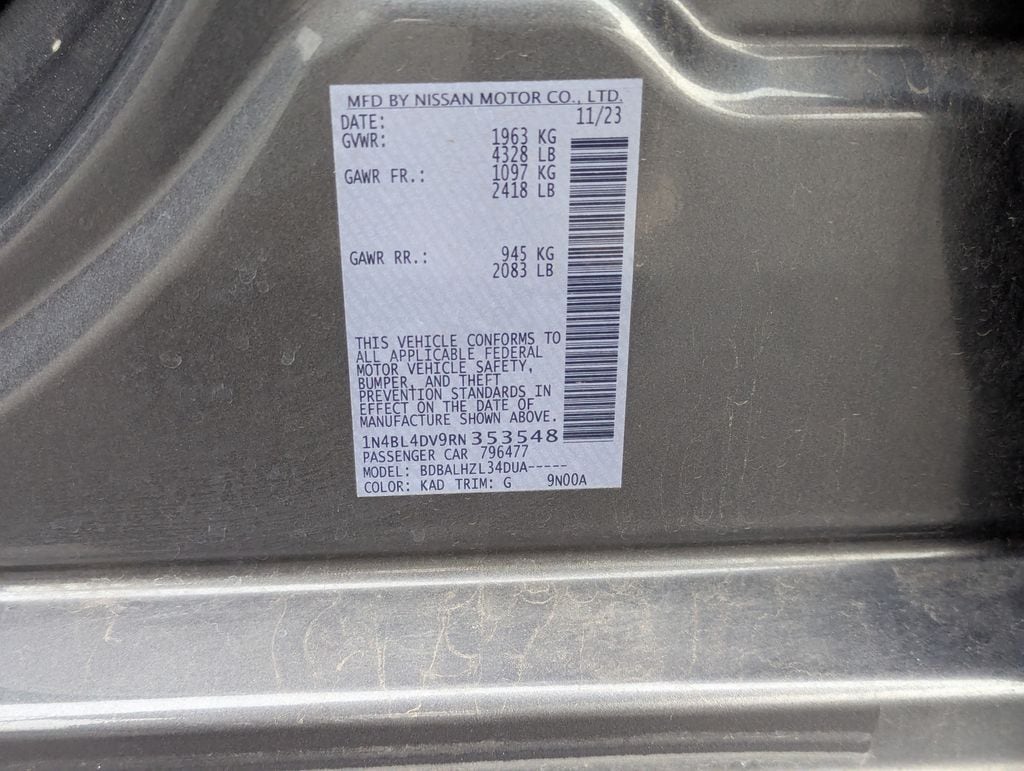 MFD BY NISSAN MOTOR CO., LTD.
DATE: 11/23
GVWR: 1963 KG
4328 LB
GAWR FR.: 1097 KG
2418 LB
GAWR RR.: 945 KG
2083 LB
THIS VEHICLE CONFORMS TO
ALL APPLICABLE FEDERAL
MOTOR VEHICLE SAFETY,
BUMPER, AND THEFT
PREVENTION STANDARDS IN
EFFECT ON THE DATE OF
MANUFACTURE SHOWN ABOVE.
1N4BL4DV9RN353548
PASSENGER CAR 796477
MODEL: BDBALHZL34DUA-----
COLOR: KAD TRIM: G 9N00A